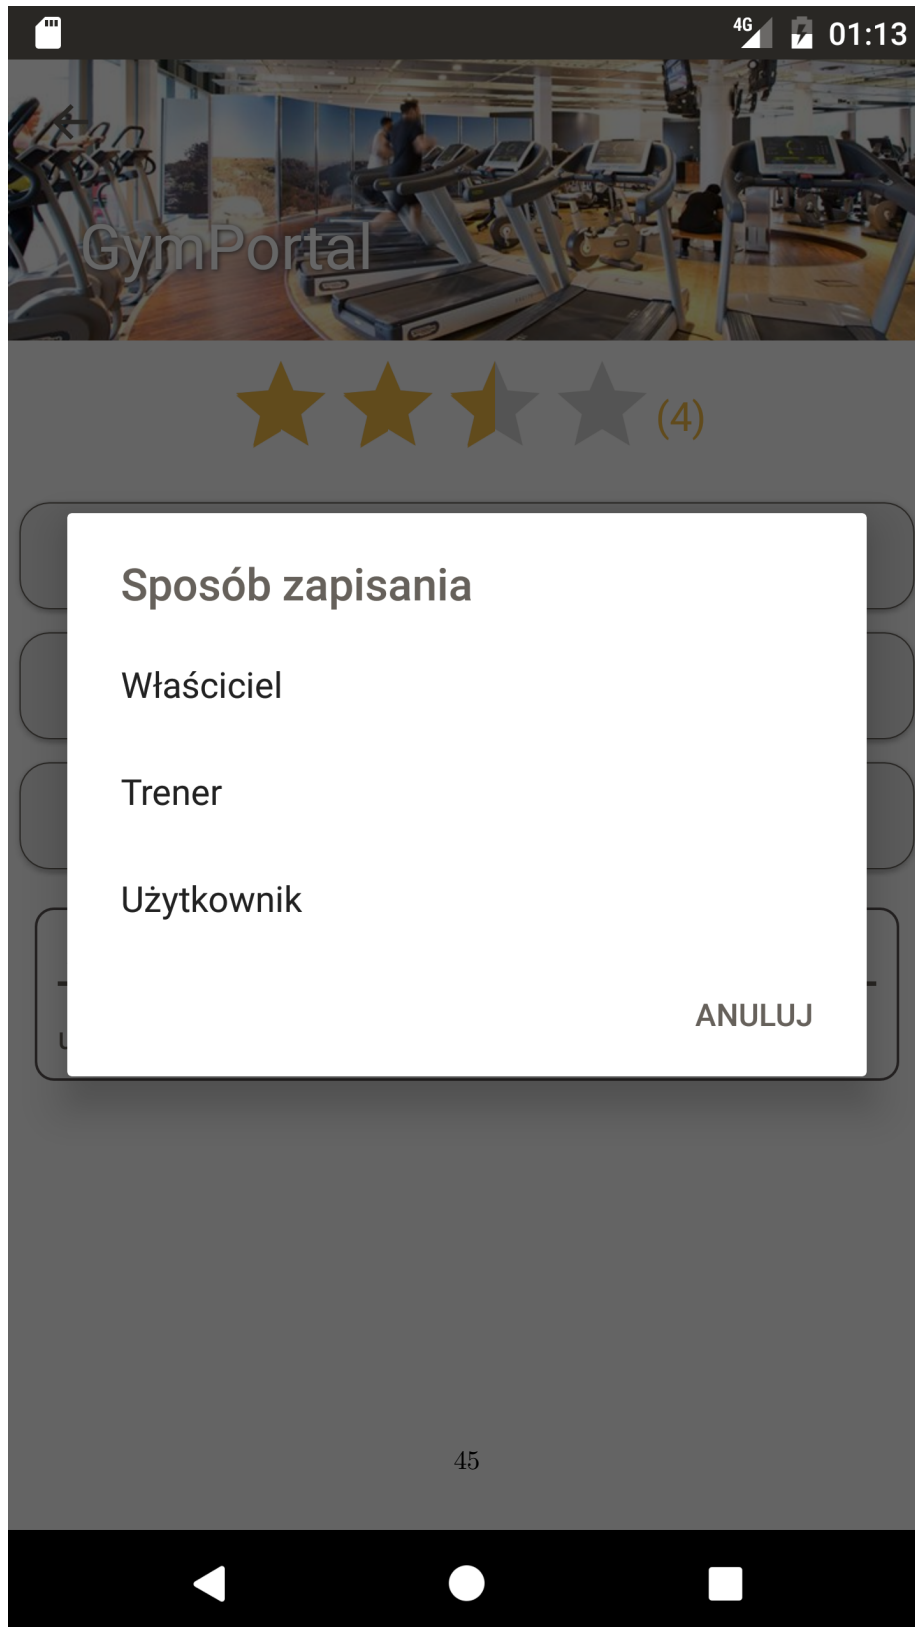 4G 01:13
GymPortal
(4)
Sposób zapisania
Właściciel
Trener
Użytkownik
ANULUJ
45